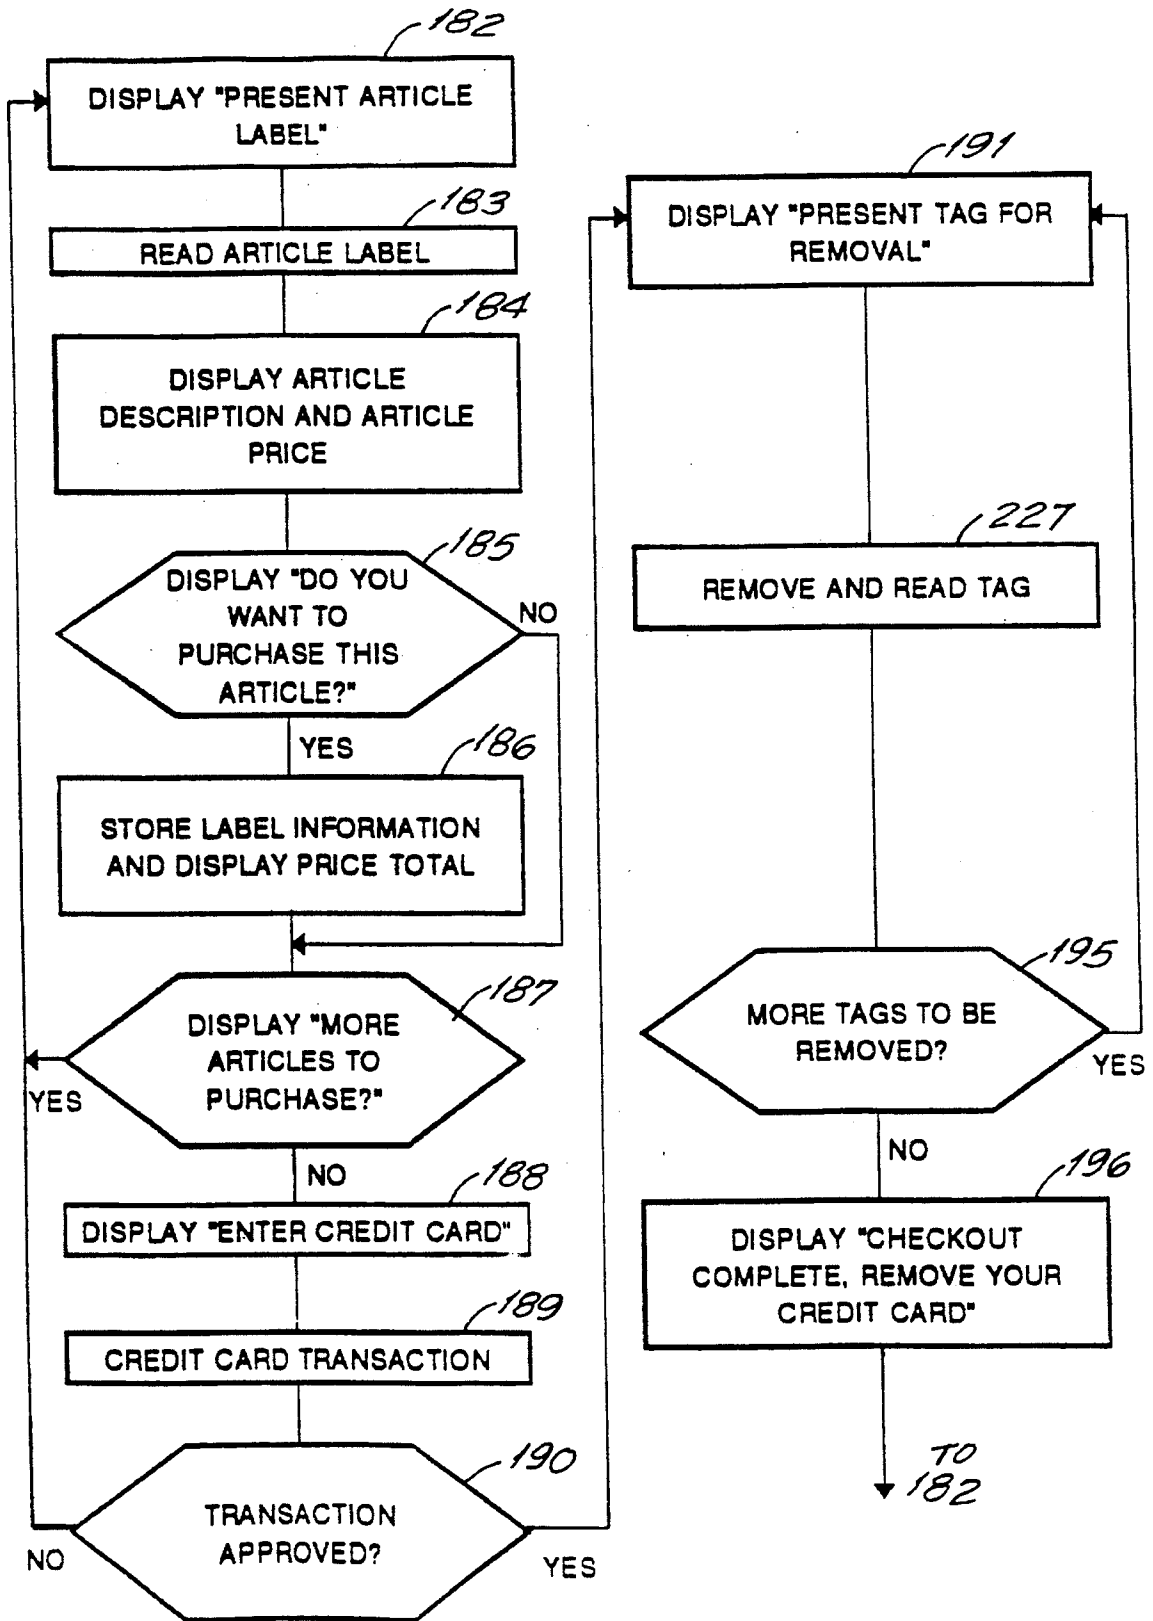 182
DISPLAY "PRESENT ARTICLE
LABEL"
183
READ ARTICLE LABEL
184
DISPLAY ARTICLE
DESCRIPTION AND ARTICLE
PRICE
185
DISPLAY "DO YOU
WANT TO
PURCHASE THIS
ARTICLE?"
NO
YES
186
STORE LABEL INFORMATION
AND DISPLAY PRICE TOTAL
187
DISPLAY "MORE
ARTICLES TO
PURCHASE?"
YES
NO
188
DISPLAY "ENTER CREDIT CARD"
189
CREDIT CARD TRANSACTION
190
TRANSACTION
APPROVED?
NO
YES
191
DISPLAY "PRESENT TAG FOR
REMOVAL"
227
REMOVE AND READ TAG
195
MORE TAGS TO BE
REMOVED?
YES
NO
196
DISPLAY "CHECKOUT
COMPLETE, REMOVE YOUR
CREDIT CARD"
TO
182